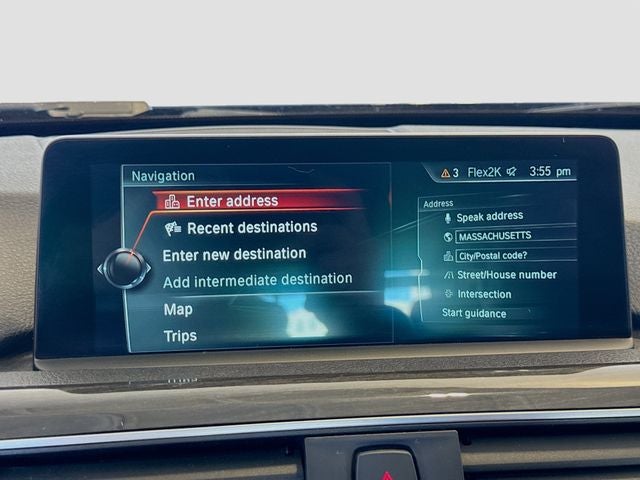 Navigation
3 Flex2K 3:55 pm
Enter address
Recent destinations
Enter new destination
Add intermediate destination
Map
Trips
Address
Speak address
MASSACHUSETTS
City/Postal code?
Street/House number
Intersection
Start guidance